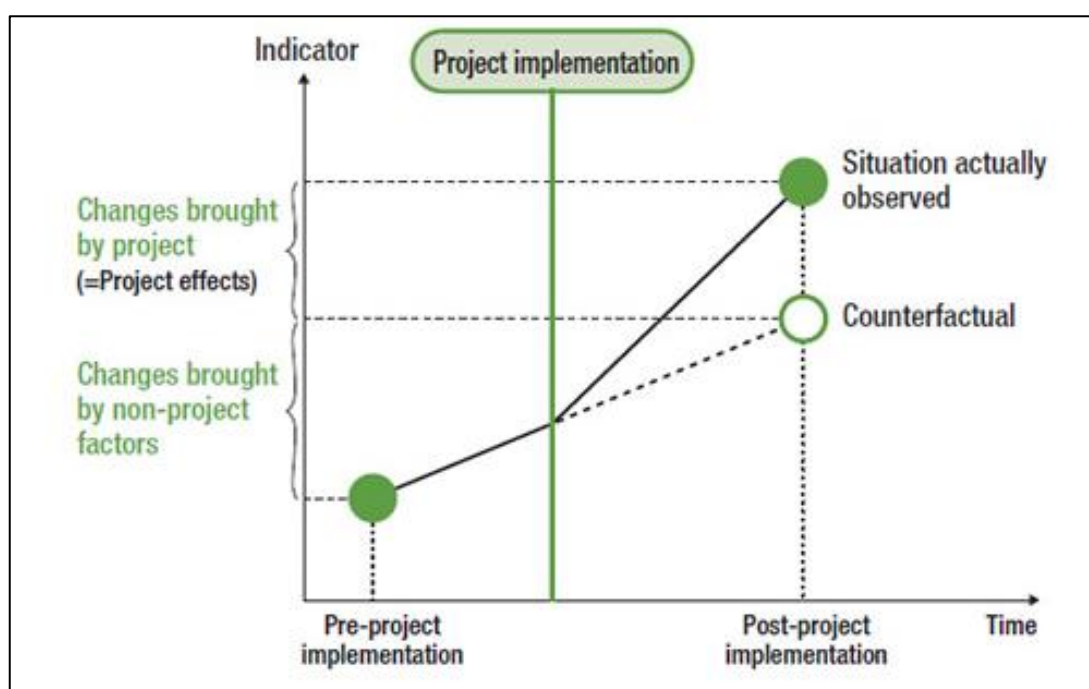 Indicator
Project implementation
Situation actually
observed
Changes brought
by project
(=Project effects)
Counterfactual
Changes brought
by non-project
factors
Pre-project
implementation
Post-project
implementation
Time